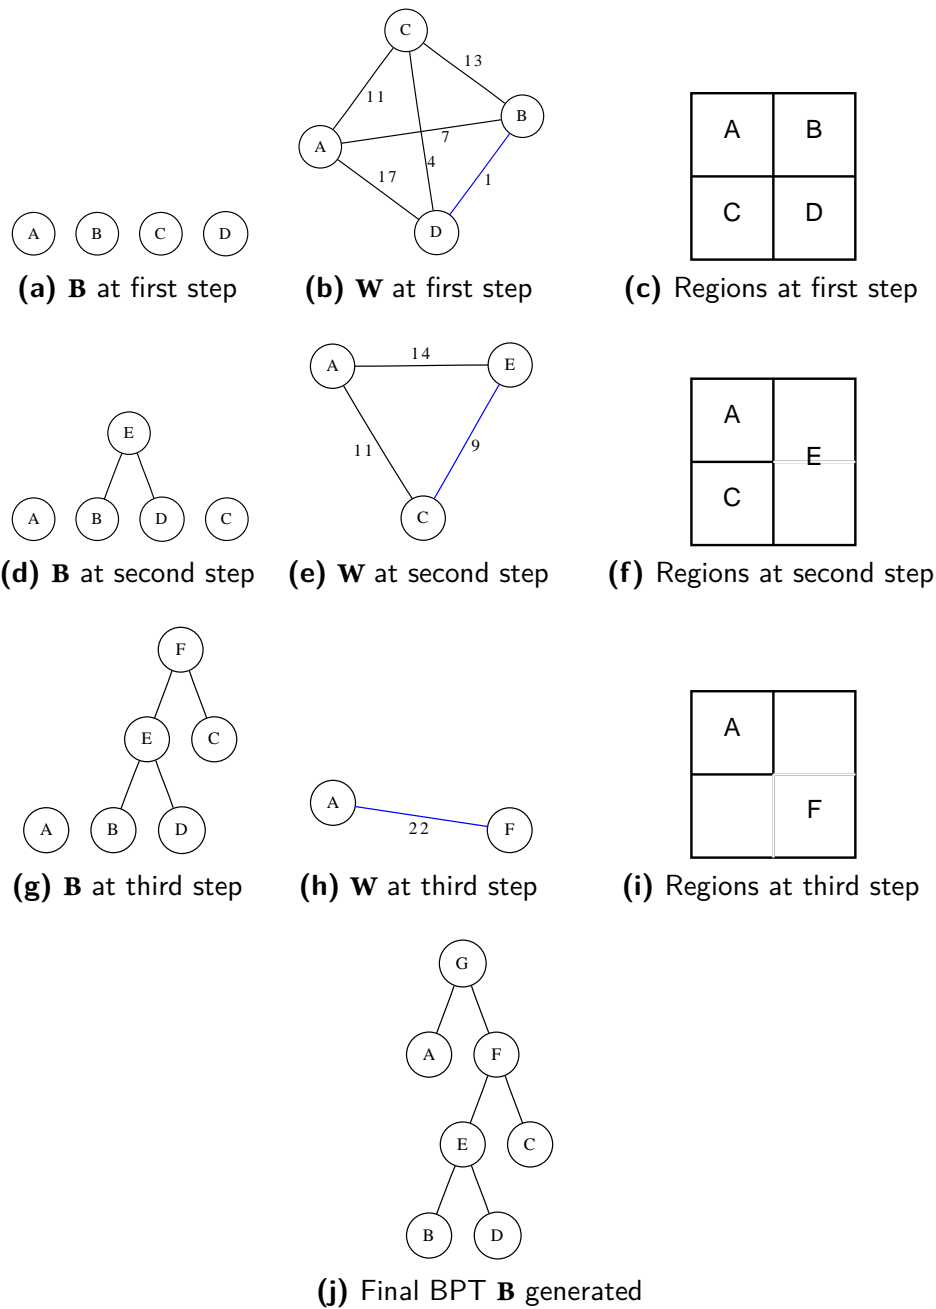 A B C D
C
13
11
B
A
7
4
17
1
D
A B
C D
(a) B at first step
(b) W at first step
(c) Regions at first step
E
A B D C
A 14 E
11 9
C
A
E
C
(d) B at second step
(e) W at second step
(f) Regions at second step
F
E C
A B D
A
22
F
A
F
(g) B at third step
(h) W at third step
(i) Regions at third step
G
A F
E C
B D
(j) Final BPT B generated